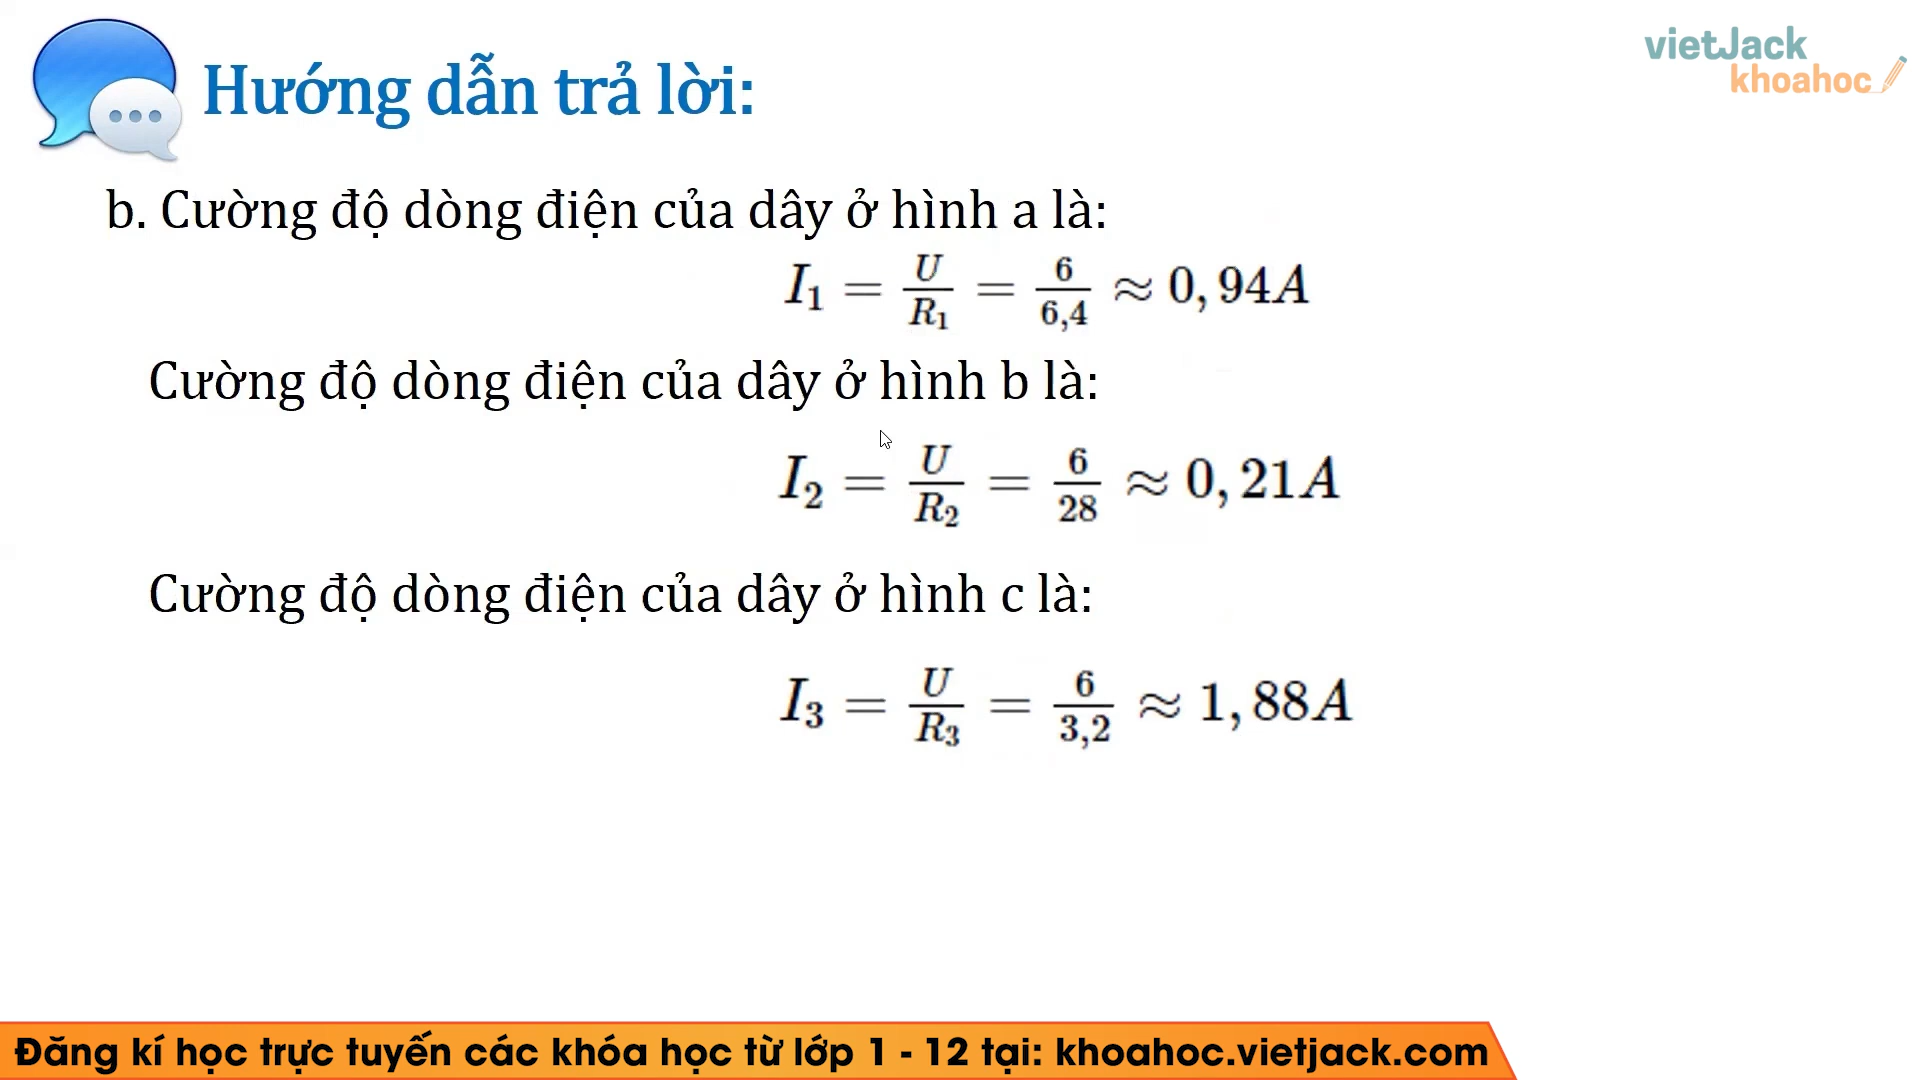 vietJack
khoahoc
Hướng dẫn trả lời:
b. Cường độ dòng điện của dây ở hình a là:
I₁ = U/R₁ = 6/6,4 ≈ 0,94A
Cường độ dòng điện của dây ở hình b là:
I₂ = U/R₂ = 6/28 ≈ 0,21A
Cường độ dòng điện của dây ở hình c là:
I₃ = U/R₃ = 6/3,2 ≈ 1,88A
Đăng kí học trực tuyến các khóa học từ lớp 1 - 12 tại: khoahoc.vietjack.com